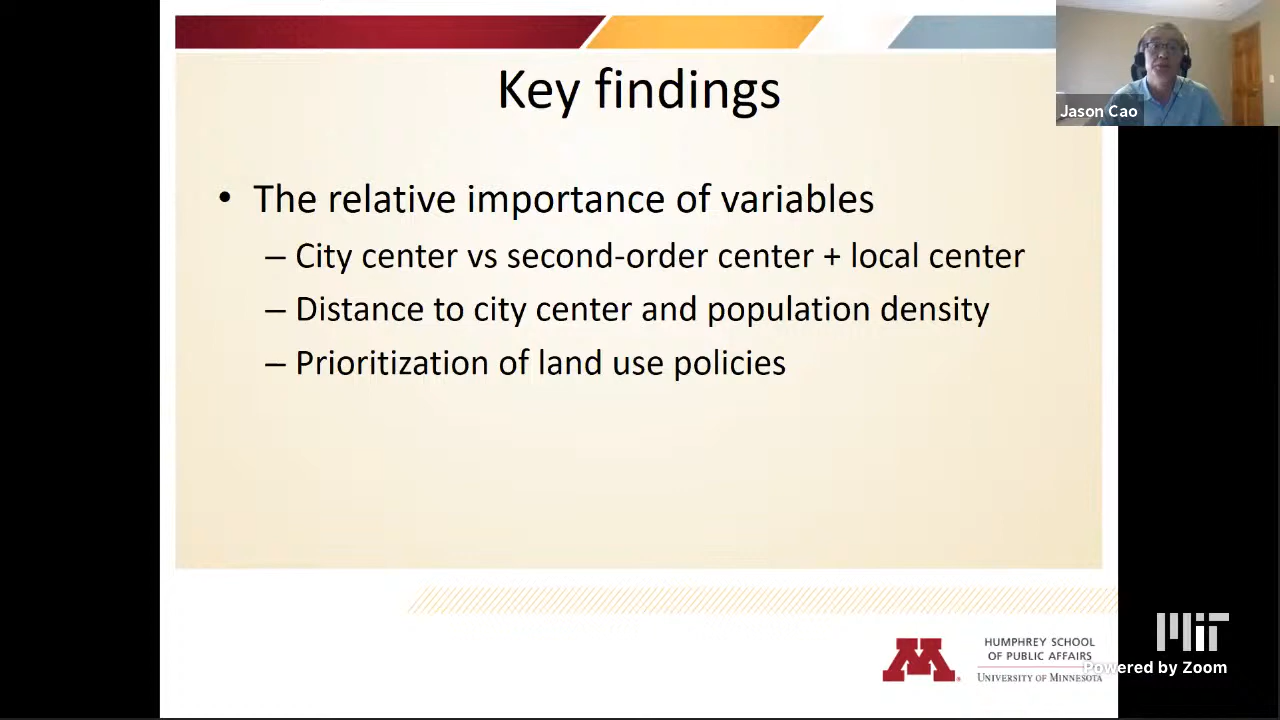 Key findings
Jason Cao
• The relative importance of variables
– City center vs second-order center + local center
– Distance to city center and population density
– Prioritization of land use policies
M
HUMPHREY SCHOOL
OF PUBLIC AFFAIRS
UNIVERSITY OF MINNESOTA
MIT
Powered by Zoom